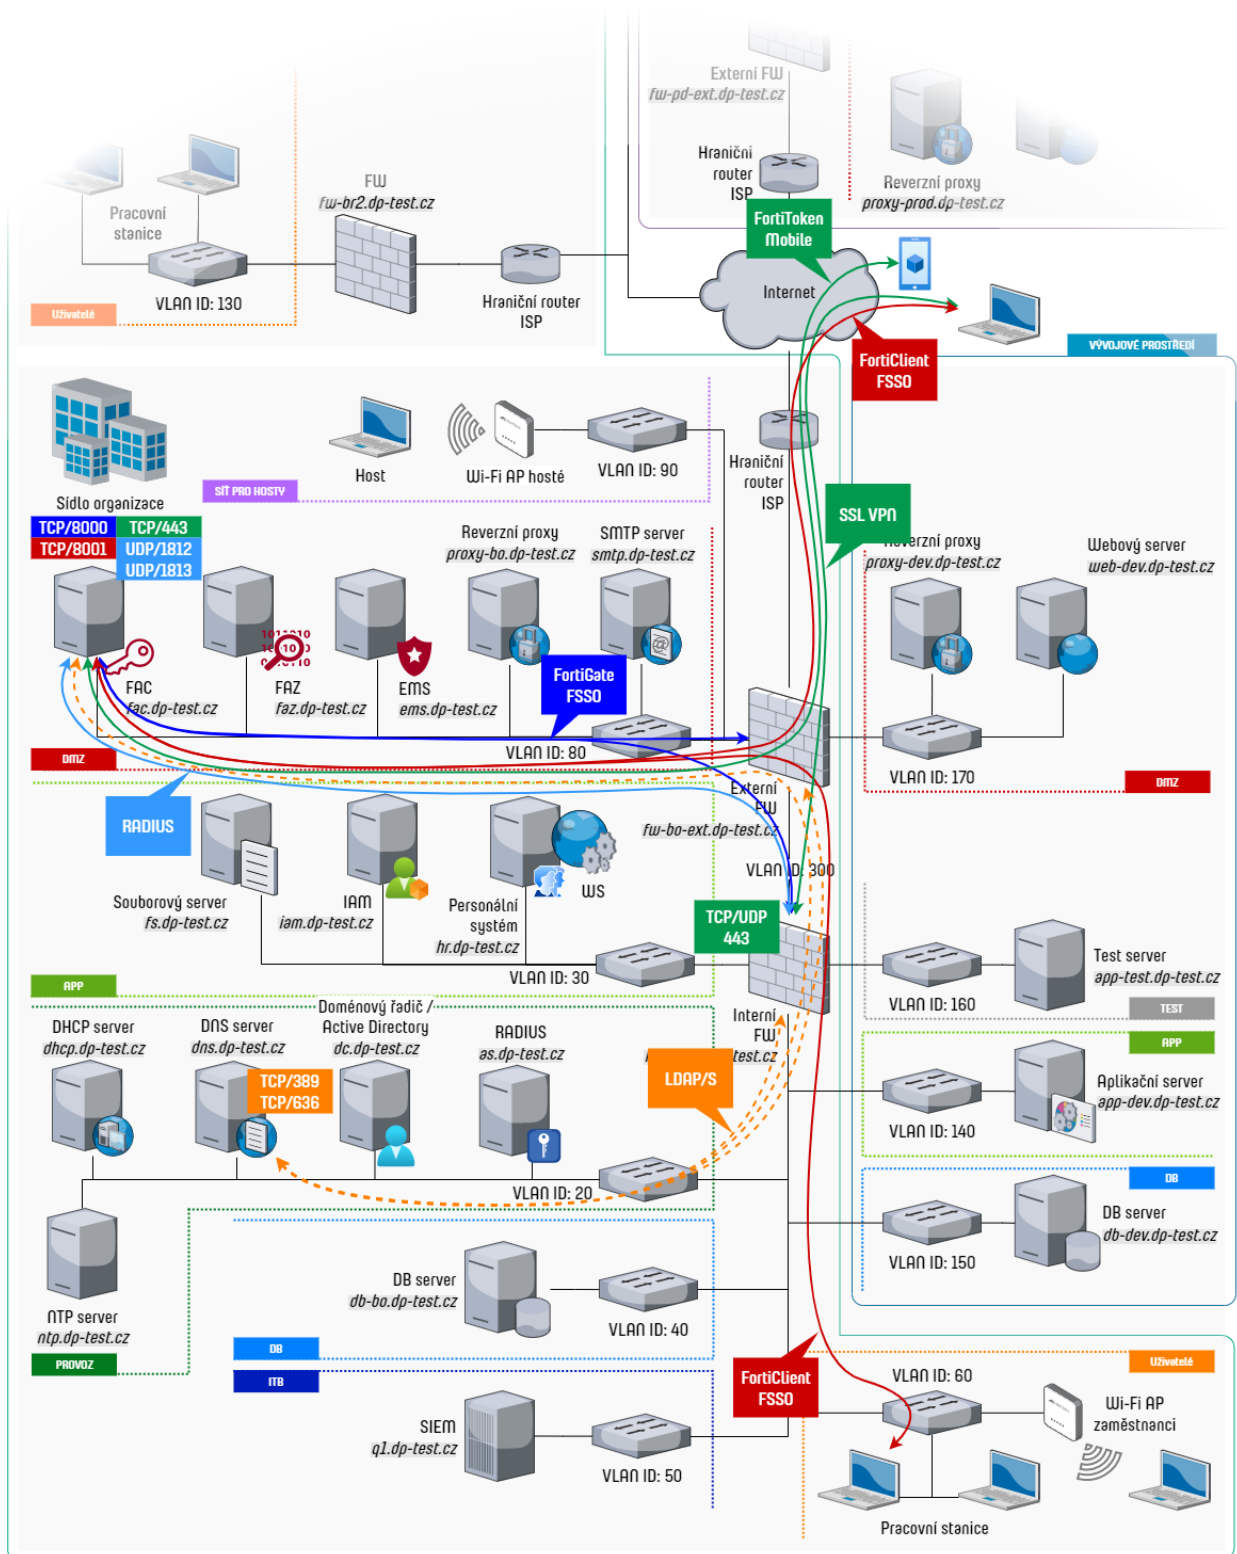 Externí FW
fw-pd-ext.dp-test.cz
Hraniční
router
ISP
Reverzní proxy
proxy-prod.dp-test.cz
FW
fw-br2.dp-test.cz
Pracovní
stanice
VLAN ID: 130
Uživatelé
Hraniční router
ISP
FortiToken
Mobile
Internet
FortiClient
FSSO
VÝVOJOVÉ PROSTŘEDÍ
Host
Wi-Fi AP hosté
VLAN ID: 90
Hraniční
router
ISP
Sídlo organizace
SÍŤ PRO HOSTY
TCP/8000
TCP/443
TCP/8001
UDP/1812
UDP/1813
Reverzní proxy
proxy-bo.dp-test.cz
SMTP server
smtp.dp-test.cz
SSL VPN
Reverzní proxy
proxy-dev.dp-test.cz
Webový server
web-dev.dp-test.cz
FAC
fac.dp-test.cz
FAZ
faz.dp-test.cz
EMS
ems.dp-test.cz
FortiGate
FSSO
VLAN ID: 80
DMZ
VLAN ID: 170
DMZ
RADIUS
Externí
FW
fw-bo-ext.dp-test.cz
VLAN ID: 300
Souborový server
fs.dp-test.cz
IAM
iam.dp-test.cz
Personální
systém
hr.dp-test.cz
WS
TCP/UDP
443
VLAN ID: 30
APP
Test server
app-test.dp-test.cz
VLAN ID: 160
TEST
DHCP server
dhcp.dp-test.cz
DNS server
dns.dp-test.cz
Doménový řadič /
Active Directory
dc.dp-test.cz
RADIUS
as.dp-test.cz
Interní
FW
LDAP/S
TCP/389
TCP/636
APP
Aplikační server
app-dev.dp-test.cz
VLAN ID: 140
VLAN ID: 20
DB
DB server
db-dev.dp-test.cz
VLAN ID: 150
NTP server
ntp.dp-test.cz
PROVOZ
DB server
db-bo.dp-test.cz
VLAN ID: 40
DB
ITB
SIEM
q1.dp-test.cz
VLAN ID: 50
FortiClient
FSSO
Uživatelé
VLAN ID: 60
Wi-Fi AP
zaměstnanci
Pracovní stanice